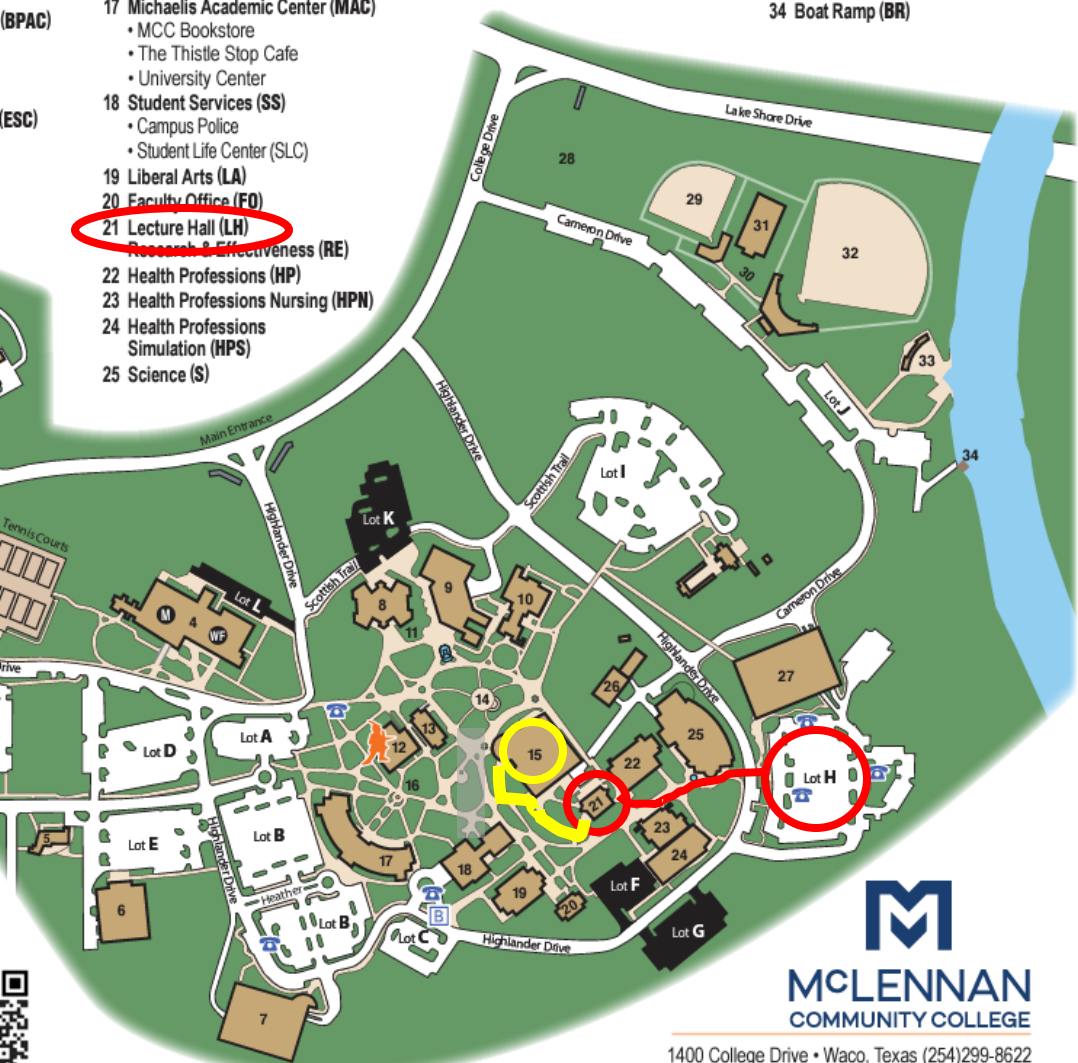 (BPAC)
(ESC)
17 Michaelis Academic Center (MAC)
• MCC Bookstore
• The Thistle Stop Cafe
• University Center
18 Student Services (SS)
• Campus Police
• Student Life Center (SLC)
19 Liberal Arts (LA)
20 Faculty Office (FO)
21 Lecture Hall (LH)
Research & Effectiveness (RE)
22 Health Professions (HP)
23 Health Professions Nursing (HPN)
24 Health Professions
Simulation (HPS)
25 Science (S)
34 Boat Ramp (BR)
Lake Shore Drive
College Drive
28
29
31
32
Cameron Drive
30
33
Lot J
34
Main Entrance
Highlander Drive
Scottish Trail
Lot I
Lot K
Tennis Courts
Highlander Drive
Scottish Trail
Lot L
M
4
WF
8
9
10
11
Cameron Drive
Highlander Drive
26
27
14
13
12
15
25
22
Lot D
Lot A
16
21
Lot H
5
Lot E
Lot B
Highlander Drive
17
18
23
24
19
20
Lot F
6
Heather
Lot B
B
Lot C
Highlander Drive
Lot G
7
McLENNAN
COMMUNITY COLLEGE
1400 College Drive • Waco, Texas (254)299-8622